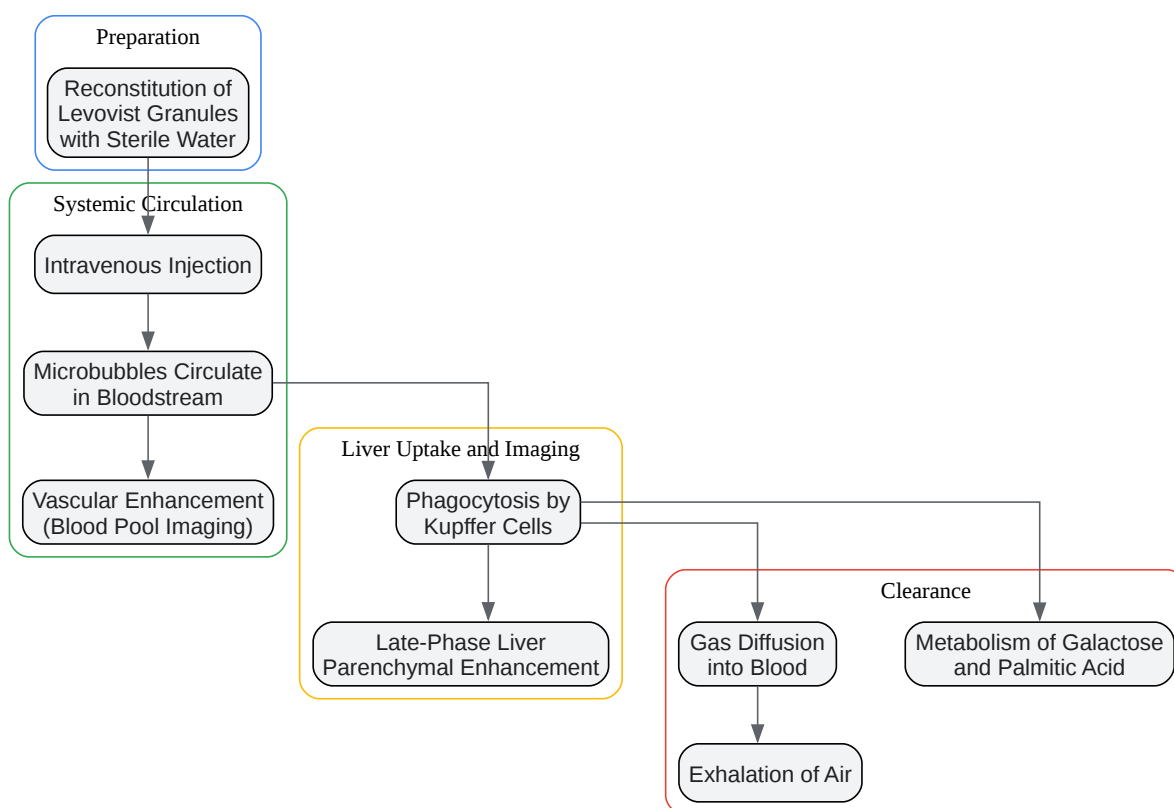 Preparation
Reconstitution of
Levovist Granules
with Sterile Water
Systemic Circulation
Intravenous Injection
Microbubbles Circulate
in Bloodstream
Vascular Enhancement
(Blood Pool Imaging)
Liver Uptake and Imaging
Phagocytosis by
Kupffer Cells
Late-Phase Liver
Parenchymal Enhancement
Clearance
Gas Diffusion
into Blood
Metabolism of Galactose
and Palmitic Acid
Exhalation of Air